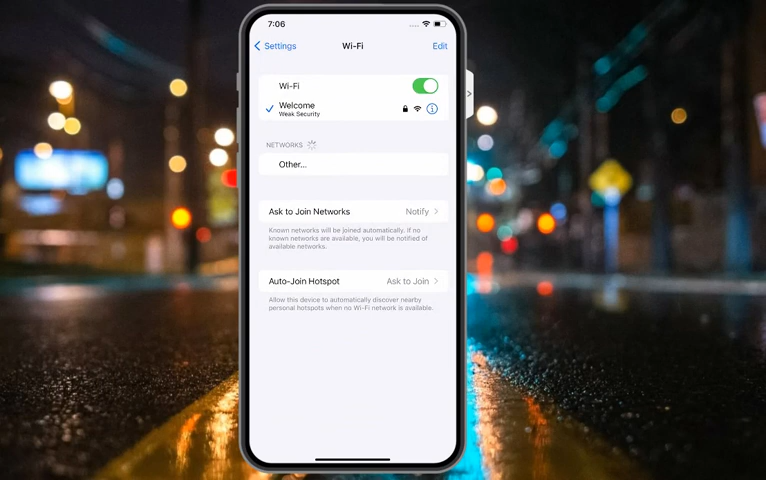 7:06
Settings
Wi-Fi
Edit
Wi-Fi
Welcome
Weak Security
NETWORKS
Other...
Ask to Join Networks
Notify
Known networks will be joined automatically. If no
known networks are available, you will be notified of
available networks.
Auto-Join Hotspot
Ask to Join
Allow this device to automatically discover nearby
personal hotspots when no Wi-Fi network is available.